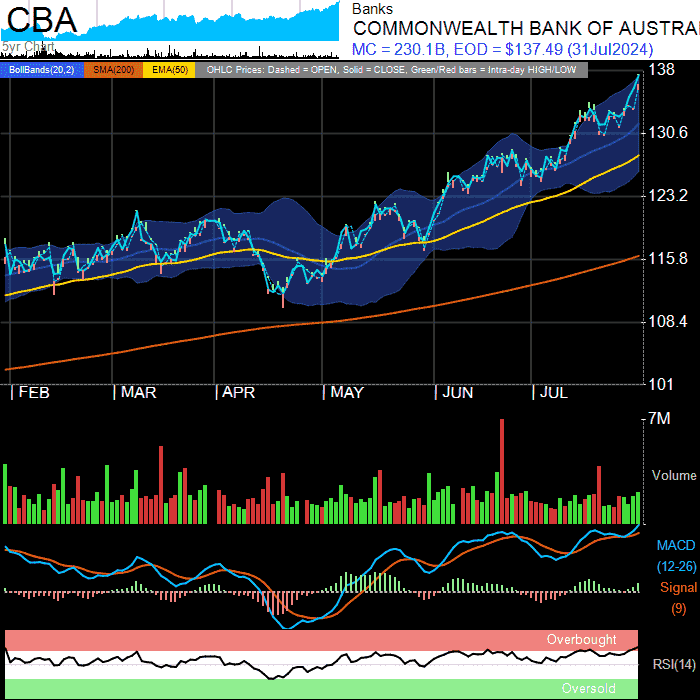 CBA
5yr Chart
Banks
COMMONWEALTH BANK OF AUSTRA
MC = 230.1B, EOD = $137.49 (31Jul2024)
BollBands(20,2) SMA(200) EMA(50) OHLC Prices: Dashed = OPEN, Solid = CLOSE, Green/Red bars = Intra-day HIGH/LOW
138
130.6
123.2
115.8
108.4
101
FEB MAR APR MAY JUN JUL
7M
Volume
MACD
(12-26)
Signal
(9)
Overbought
RSI(14)
Oversold